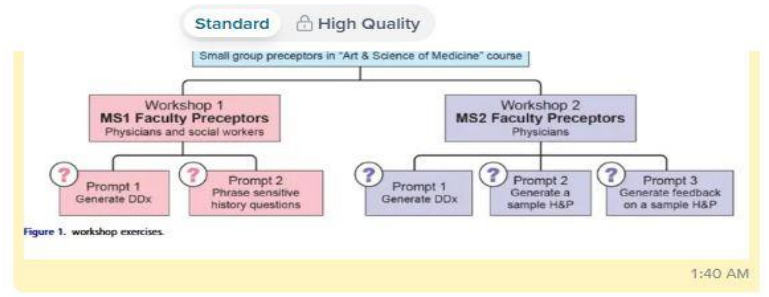 Standard
High Quality
Small group preceptors in "Art & Science of Medicine" course
Workshop 1
MS1 Faculty Preceptors
Physicians and social workers
Workshop 2
MS2 Faculty Preceptors
Physicians
?
Prompt 1
Generate DDx
?
Prompt 2
Phrase sensitive
history questions
?
Prompt 1
Generate DDx
?
Prompt 2
Generate a
sample H&P
?
Prompt 3
Generate feedback
on a sample H&P
Figure 1. workshop exercises.
1:40 AM